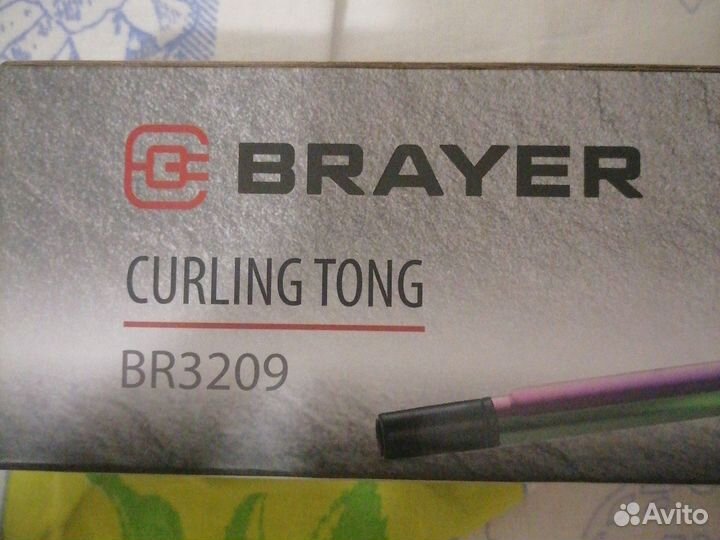 BRAYER
CURLING TONG
BR3209
Avito